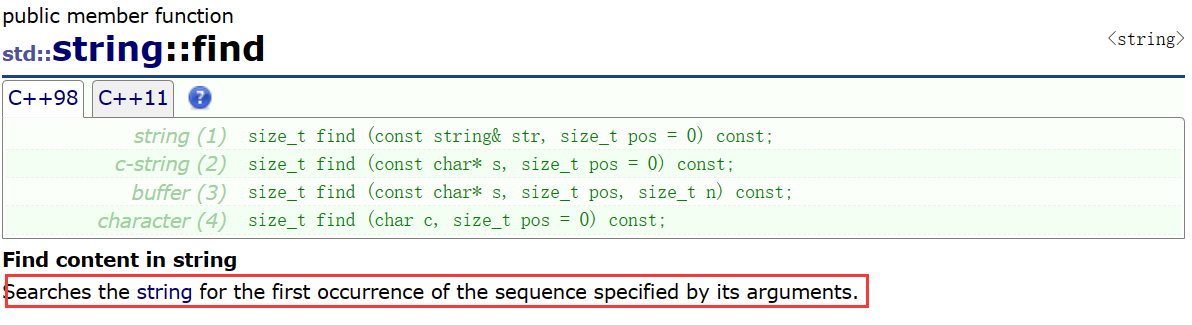 public member function
std::string::find
<string>
C++98 C++11 ?
string (1) size_t find (const string& str, size_t pos = 0) const;
c-string (2) size_t find (const char* s, size_t pos = 0) const;
buffer (3) size_t find (const char* s, size_t pos, size_t n) const;
character (4) size_t find (char c, size_t pos = 0) const;
Find content in string
Searches the string for the first occurrence of the sequence specified by its arguments.